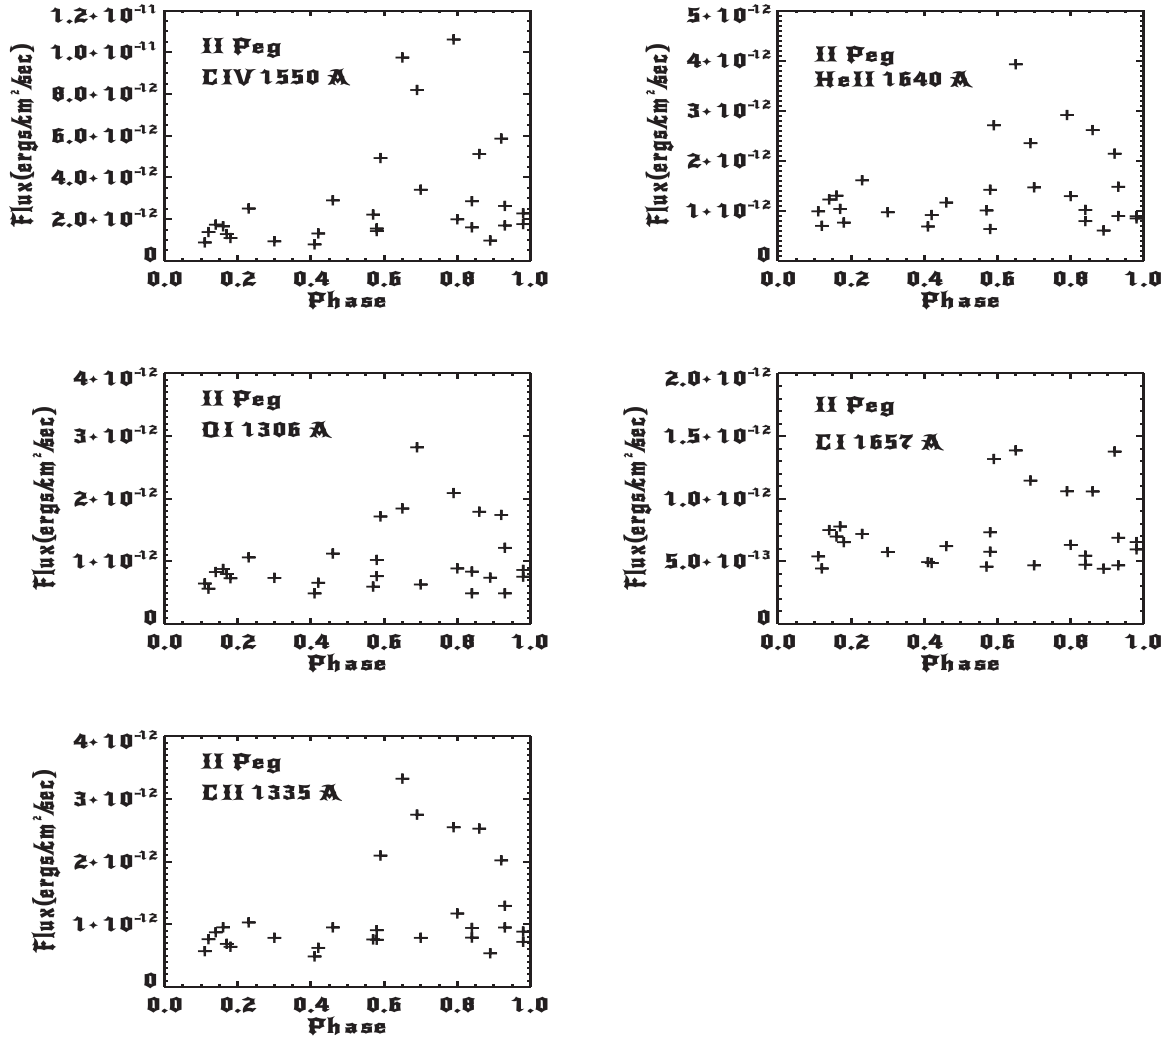 1.2•10⁻¹¹
1.0•10⁻¹¹
8.0•10⁻¹²
6.0•10⁻¹²
4.0•10⁻¹²
2.0•10⁻¹²
0
Flux(ergs/cm²/sec)
II Peg
CIV 1550 A
0.0 0.2 0.4 0.6 0.8 1.0
Phase
5•10⁻¹²
4•10⁻¹²
3•10⁻¹²
2•10⁻¹²
1•10⁻¹²
0
Flux(ergs/cm²/sec)
II Peg
HeII 1640 A
0.0 0.2 0.4 0.6 0.8 1.0
Phase
4•10⁻¹²
3•10⁻¹²
2•10⁻¹²
1•10⁻¹²
0
Flux(ergs/cm²/sec)
II Peg
OI 1306 A
0.0 0.2 0.4 0.6 0.8 1.0
Phase
2.0•10⁻¹²
1.5•10⁻¹²
1.0•10⁻¹²
5.0•10⁻¹³
0
Flux(ergs/cm²/sec)
II Peg
CI 1657 A
0.0 0.2 0.4 0.6 0.8 1.0
Phase
4•10⁻¹²
3•10⁻¹²
2•10⁻¹²
1•10⁻¹²
0
Flux(ergs/cm²/sec)
II Peg
CII 1335 A
0.0 0.2 0.4 0.6 0.8 1.0
Phase